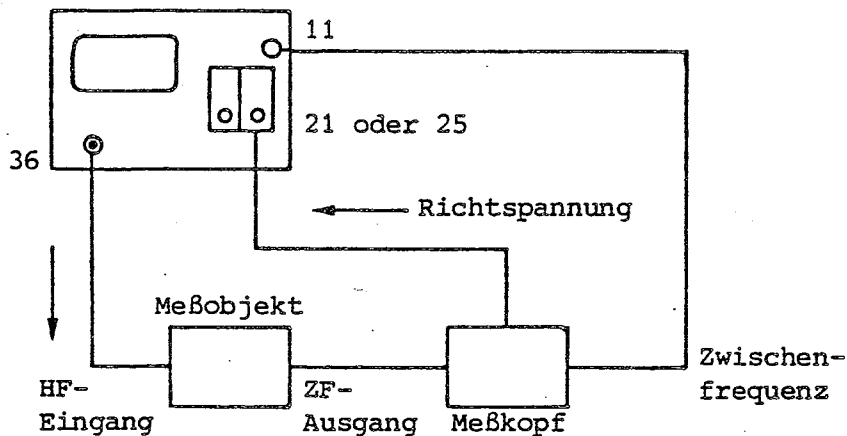 11
21 oder 25
36
Richtspannung
Meßobjekt
HF-
Eingang
ZF-
Ausgang
Meßkopf
Zwischen-
frequenz